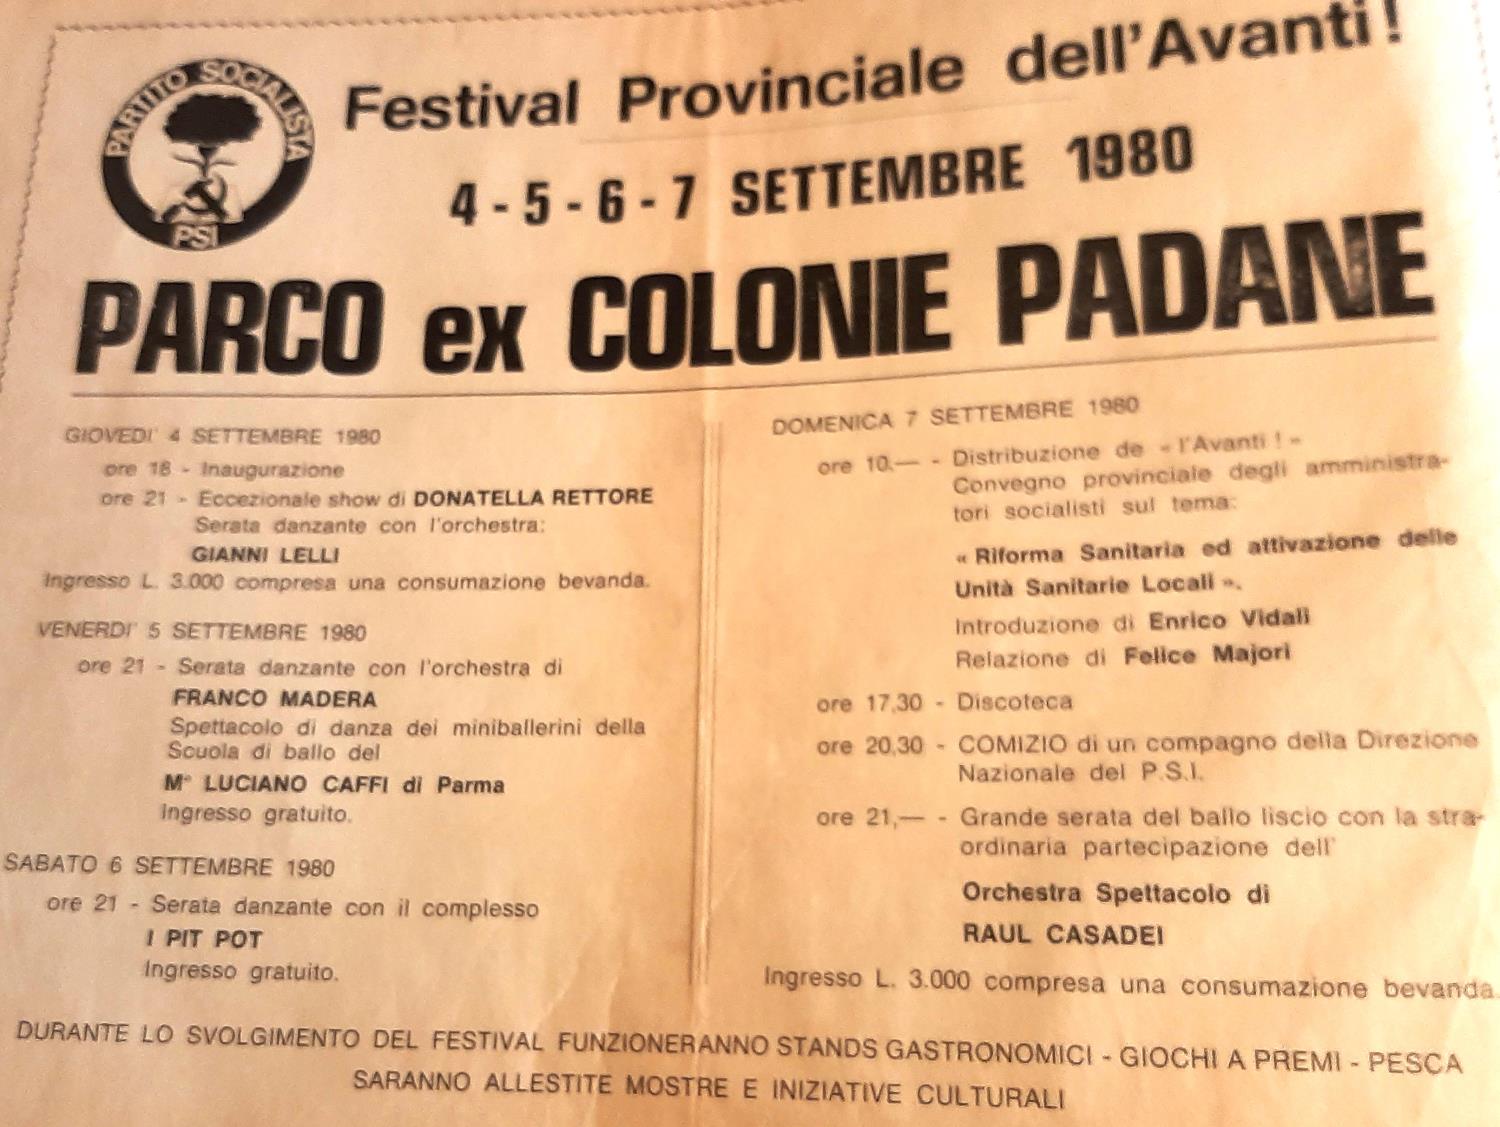 PARTITO SOCIALISTA
PSI
Festival Provinciale dell'Avanti!
4 - 5 - 6 - 7 SETTEMBRE 1980
PARCO ex COLONIE PADANE
GIOVEDI' 4 SETTEMBRE 1980
ore 18 - Inaugurazione
ore 21 - Eccezionale show di DONATELLA RETTORE
Serata danzante con l'orchestra:
GIANNI LELLI
Ingresso L. 3.000 compresa una consumazione bevanda.
VENERDI' 5 SETTEMBRE 1980
ore 21 - Serata danzante con l'orchestra di
FRANCO MADERA
Spettacolo di danza dei miniballerini della
Scuola di ballo del
M° LUCIANO CAFFI di Parma
Ingresso gratuito.
SABATO 6 SETTEMBRE 1980
ore 21 - Serata danzante con il complesso
I PIT POT
Ingresso gratuito.
DOMENICA 7 SETTEMBRE 1980
ore 10.— - Distribuzione de « l'Avanti ! »
Convegno provinciale degli amministra-
tori socialisti sul tema:
« Riforma Sanitaria ed attivazione delle
Unità Sanitarie Locali ».
Introduzione di Enrico Vidali
Relazione di Felice Majori
ore 17,30 - Discoteca
ore 20,30 - COMIZIO di un compagno della Direzione
Nazionale del P.S.I.
ore 21,— - Grande serata del ballo liscio con la stra-
ordinaria partecipazione dell'
Orchestra Spettacolo di
RAUL CASADEI
Ingresso L. 3.000 compresa una consumazione bevanda.
DURANTE LO SVOLGIMENTO DEL FESTIVAL FUNZIONERANNO STANDS GASTRONOMICI - GIOCHI A PREMI - PESCA
SARANNO ALLESTITE MOSTRE E INIZIATIVE CULTURALI